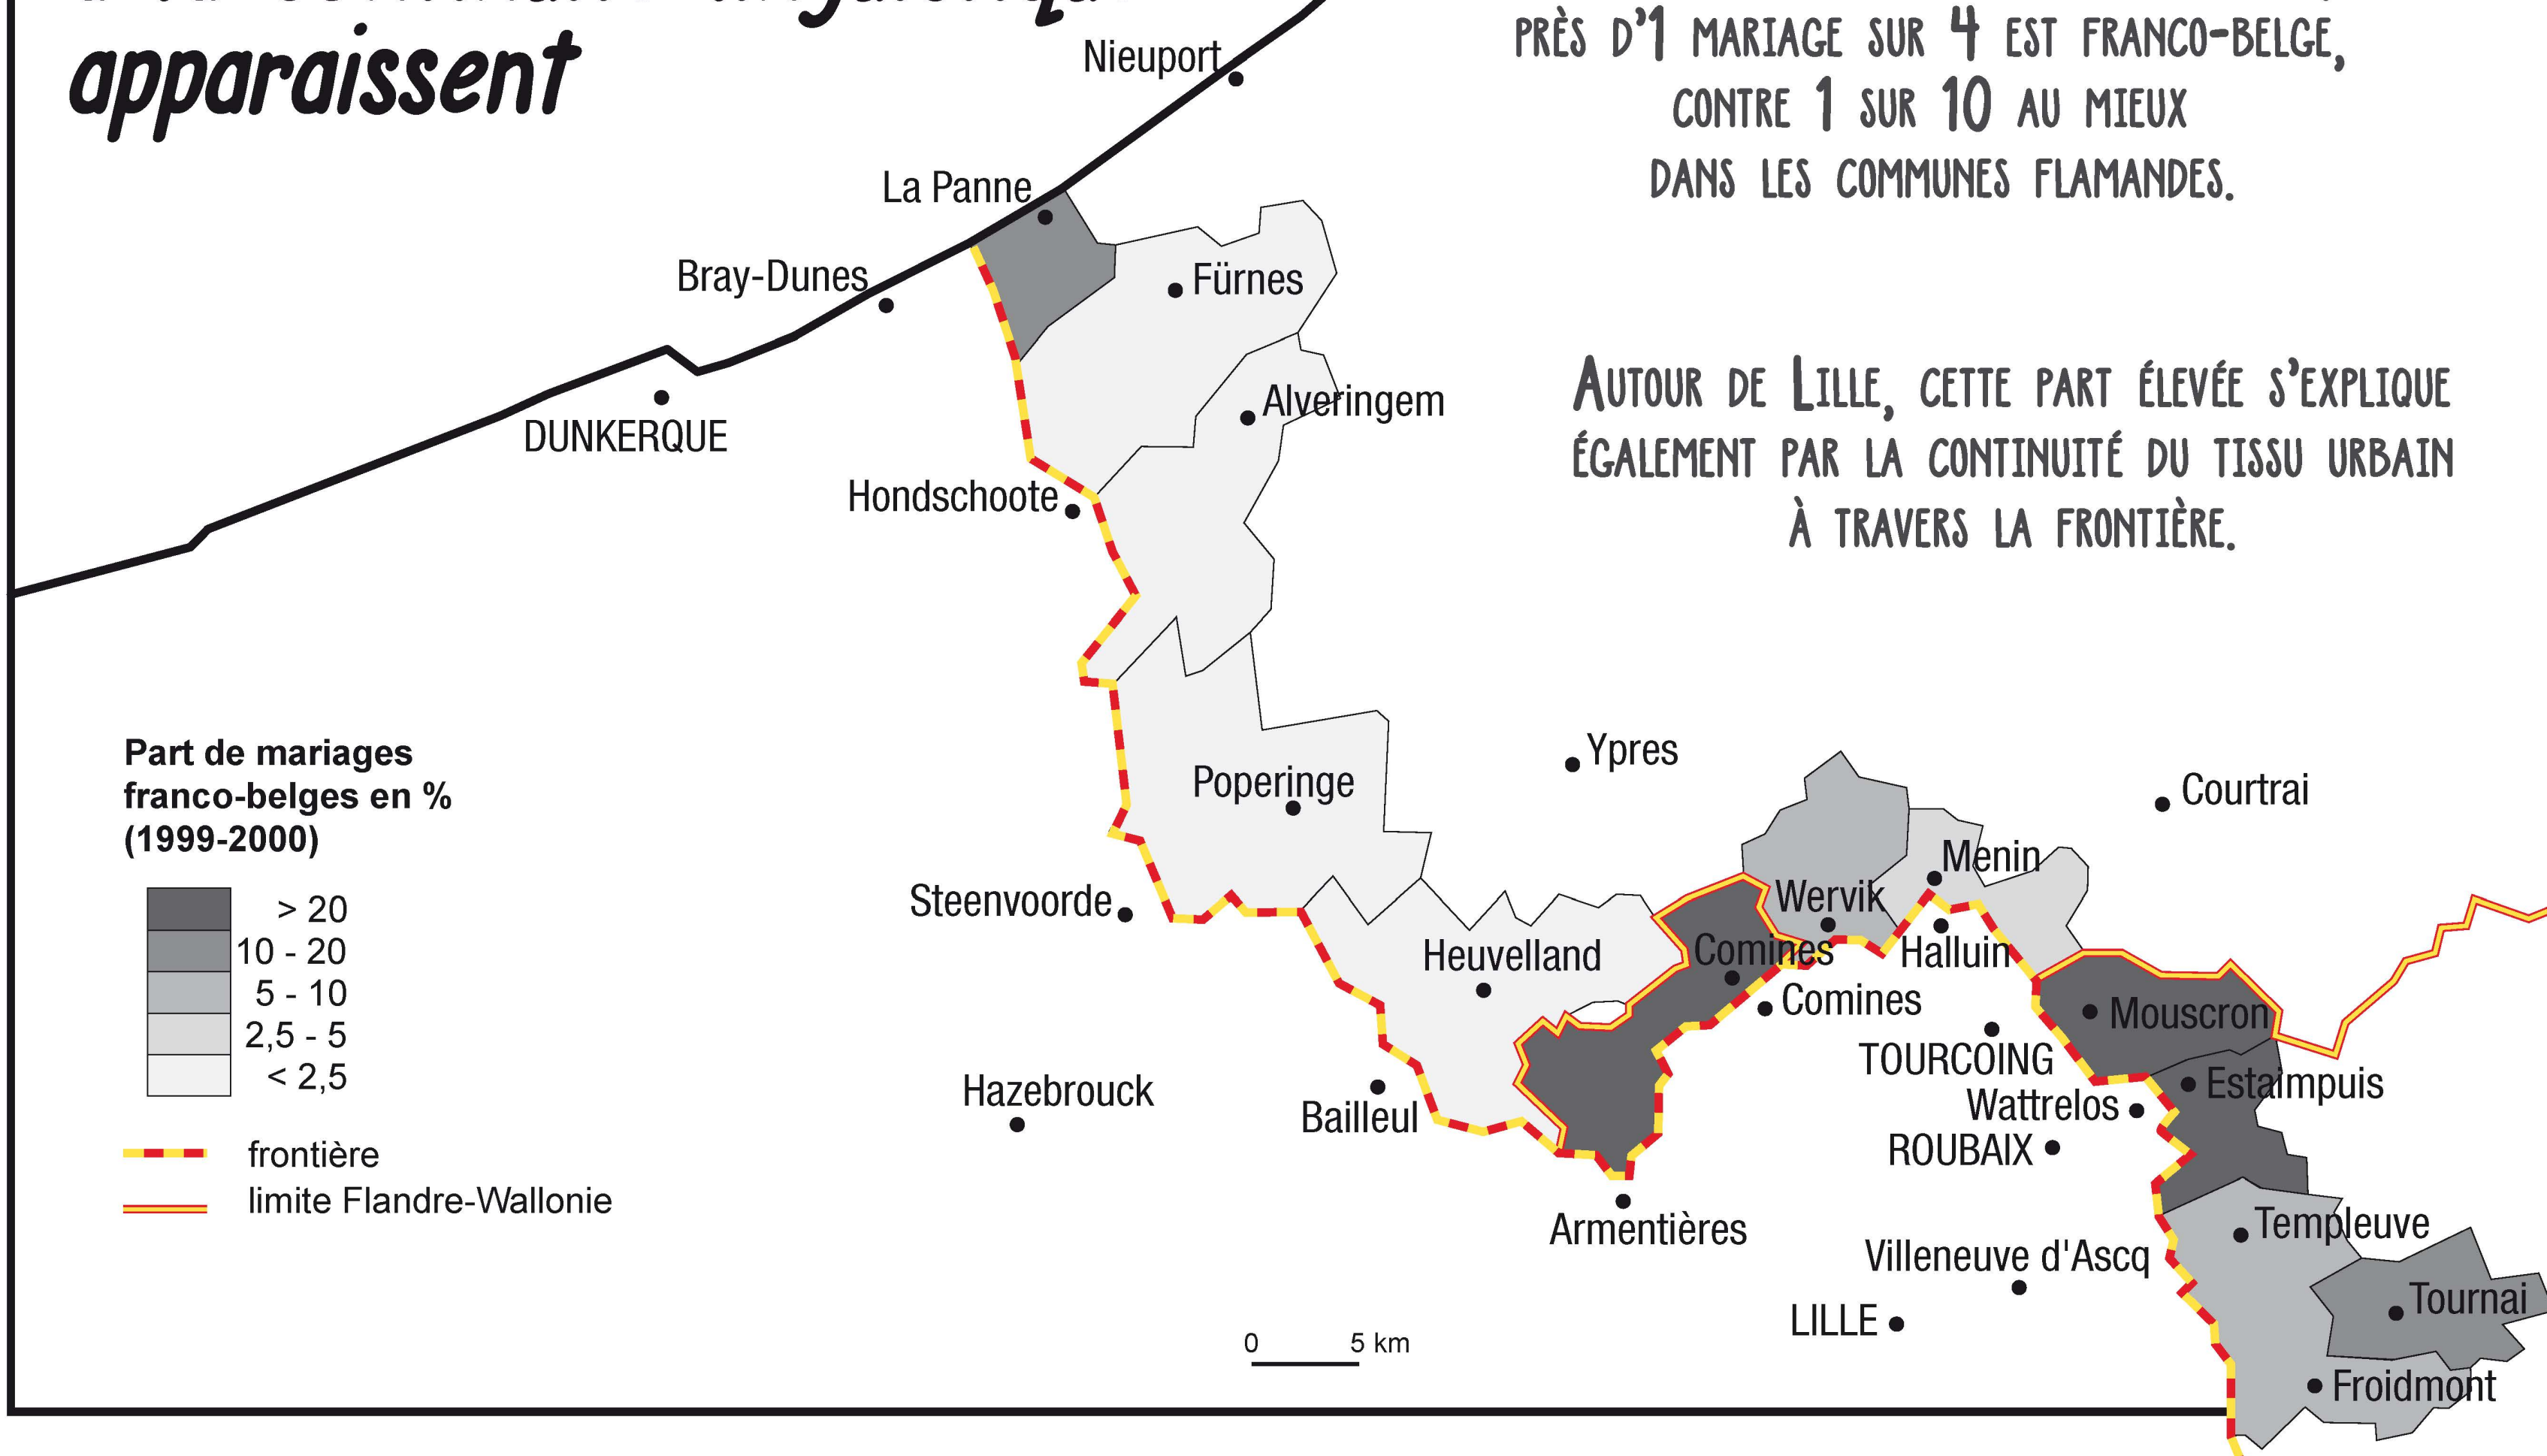 apparaissent
PRÈS D'1 MARIAGE SUR 4 EST FRANCO-BELGE,
CONTRE 1 SUR 10 AU MIEUX
DANS LES COMMUNES FLAMANDES.
AUTOUR DE LILLE, CETTE PART ÉLEVÉE S'EXPLIQUE
ÉGALEMENT PAR LA CONTINUITÉ DU TISSU URBAIN
À TRAVERS LA FRONTIÈRE.
Nieuport
La Panne
Bray-Dunes
Fürnes
Alveringem
DUNKERQUE
Hondschoote
Poperinge
Ypres
Courtrai
Menin
Steenvoorde
Wervik
Heuvelland
Comines
Halluin
Comines
Mouscron
TOURCOING
Estaimpuis
Hazebrouck
Bailleul
Wattrelos
ROUBAIX
Armentières
Templeuve
Villeneuve d'Ascq
Tournai
LILLE
Froidmont
Part de mariages
franco-belges en %
(1999-2000)
> 20
10 - 20
5 - 10
2,5 - 5
< 2,5
frontière
limite Flandre-Wallonie
0 5 km